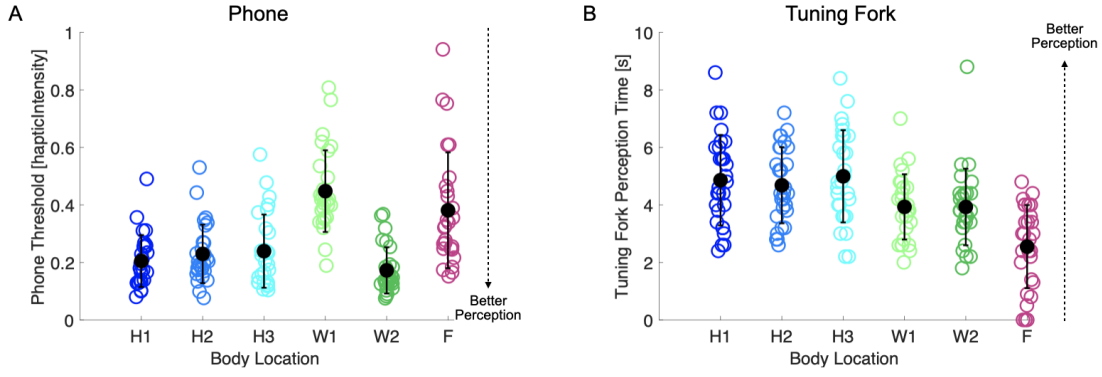 A
Phone
Phone Threshold [hapticIntensity]
1
0.8
0.6
0.4
0.2
0
H1 H2 H3 W1 W2 F
Body Location
Better
Perception
B
Tuning Fork
Tuning Fork Perception Time [s]
10
8
6
4
2
0
H1 H2 H3 W1 W2 F
Body Location
Better
Perception